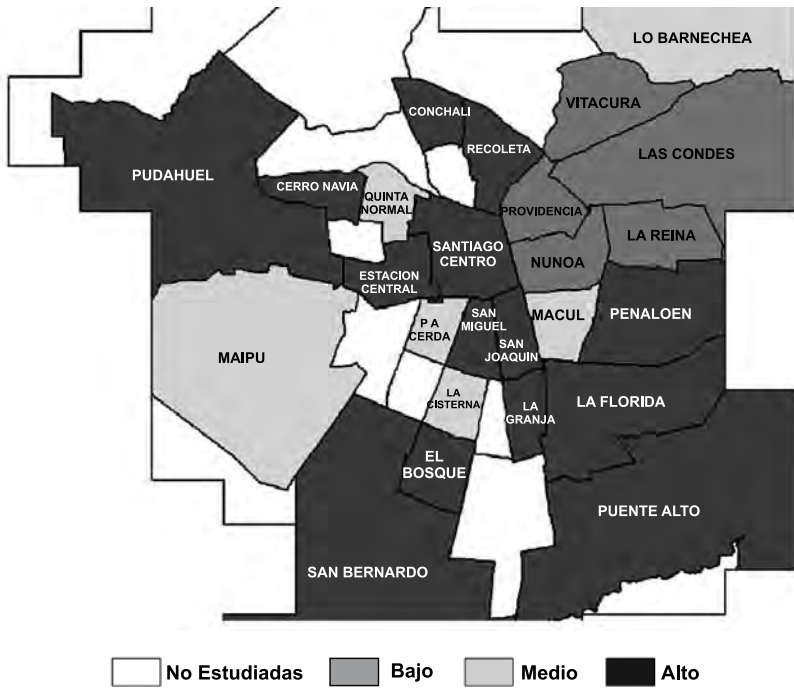 LO BARNECHEA
CONCHALI
VITACURA
RECOLETA
LAS CONDES
PUDAHUEL
CERRO NAVIA
QUINTA
NORMAL
PROVIDENCIA
SANTIAGO
CENTRO
LA REINA
NUNOA
ESTACION
CENTRAL
P A
CERDA
SAN
MIGUEL
SAN
JOAQUÍN
MACUL
PENALOEN
MAIPU
LA
CISTERNA
LA
GRANJA
LA FLORIDA
EL
BOSQUE
PUENTE ALTO
SAN BERNARDO
No Estudiadas Bajo Medio Alto